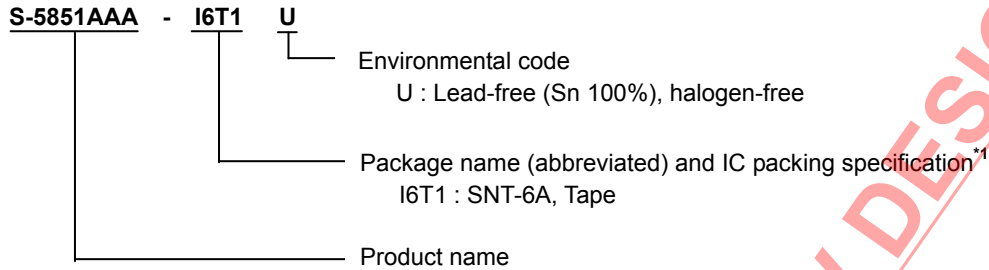 S-5851AAA - I6T1 U
Environmental code
U : Lead-free (Sn 100%), halogen-free
Package name (abbreviated) and IC packing specification*1
I6T1 : SNT-6A, Tape
Product name